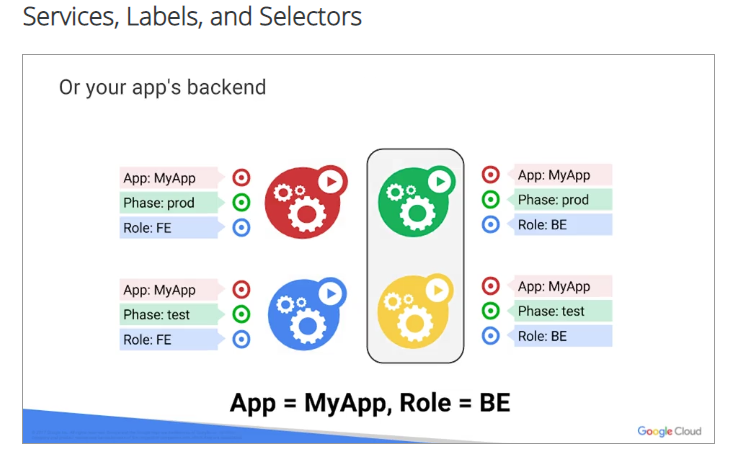 Services, Labels, and Selectors
Or your app's backend
App: MyApp
Phase: prod
Role: FE
App: MyApp
Phase: prod
Role: BE
App: MyApp
Phase: test
Role: FE
App: MyApp
Phase: test
Role: BE
App = MyApp, Role = BE
Google Cloud